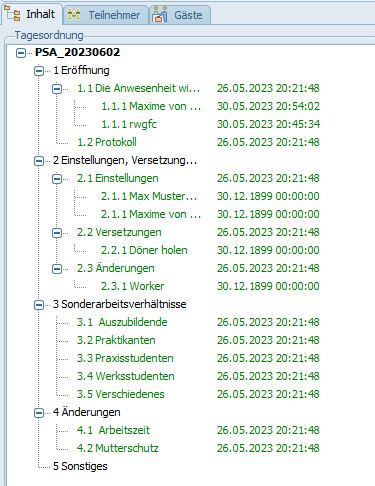 Inhalt Teilnehmer Gäste
Tagesordnung
PSA_20230602
1 Eröffnung
1.1 Die Anwesenheit wi... 26.05.2023 20:21:48
1.1.1 Maxime von ... 30.05.2023 20:54:02
1.1.1 rwgfc 30.05.2023 20:45:34
1.2 Protokoll 26.05.2023 20:21:48
2 Einstellungen, Versetzung...
2.1 Einstellungen 26.05.2023 20:21:48
2.1.1 Max Muster... 30.12.1899 00:00:00
2.1.1 Maxime von ... 30.12.1899 00:00:00
2.2 Versetzungen 26.05.2023 20:21:48
2.2.1 Döner holen 30.12.1899 00:00:00
2.3 Änderungen 26.05.2023 20:21:48
2.3.1 Worker 30.12.1899 00:00:00
3 Sonderarbeitsverhältnisse
3.1 Auszubildende 26.05.2023 20:21:48
3.2 Praktikanten 26.05.2023 20:21:48
3.3 Praxisstudenten 26.05.2023 20:21:48
3.4 Werksstudenten 26.05.2023 20:21:48
3.5 Verschiedenes 26.05.2023 20:21:48
4 Änderungen
4.1 Arbeitszeit 26.05.2023 20:21:48
4.2 Mutterschutz 26.05.2023 20:21:48
5 Sonstiges